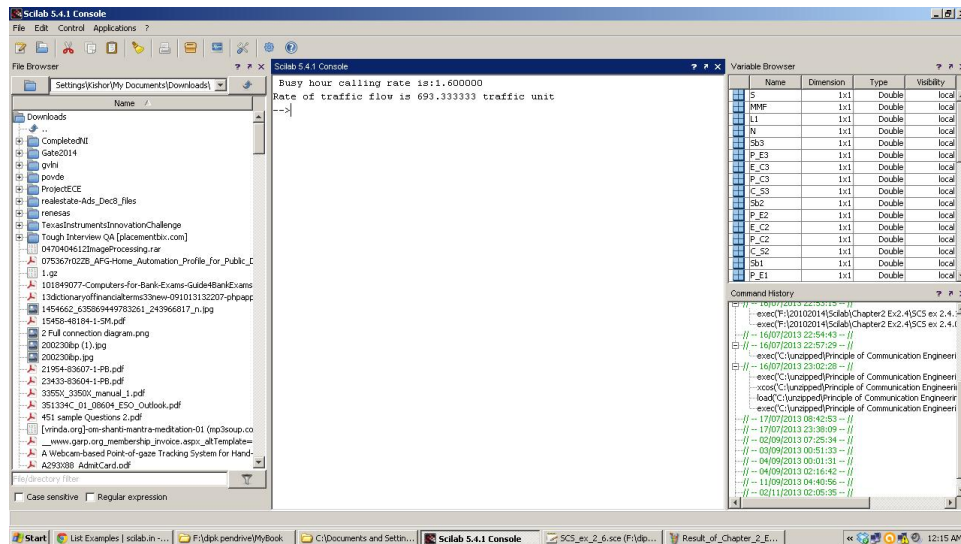 Scilab 5.4.1 Console
File Edit Control Applications ?
File Browser
Settings\Kishor\My Documents\Downloads\
Name
Downloads
..
CompletedNI
Gate2014
gvlni
povde
ProjectECE
realestate-Ads_Dec8_files
renesas
TexasInstrumentsInnovationChallenge
Tough Interview QA [placementbix.com]
0470404612ImageProcessing.rar
075367r02ZB_AFG-Home_Automation_Profile_for_Public_D
1.gz
101849077-Computers-for-Bank-Exams-Guide4BankExams
13dictionaryoffinancialterms33new-091013132207-phpapp
1454662_635869449783261_243966817_n.jpg
15458-48184-1-SM.pdf
2 Full connection diagram.png
200230ibp (1).jpg
200230ibp.jpg
21954-83607-1-PB.pdf
23433-83604-1-PB.pdf
3355X_3350X_manual_1.pdf
351334C_01_08604_ESO_Outlook.pdf
451 sample Questions 2.pdf
[vrinda.org]-om-shanti-mantra-meditation-01 (mp3soup.co
__www.garp.org_membership_invoice.aspx_altTemplate=
A Webcam-based Point-of-gaze Tracking System for Hand-
A293X88_AdmitCard.pdf
File/directory filter
Case sensitive Regular expression
Scilab 5.4.1 Console
Busy hour calling rate is:1.600000
Rate of traffic flow is 693.333333 traffic unit
-->
Variable Browser
Name Dimension Type Visibility
S 1x1 Double local
MMF 1x1 Double local
L1 1x1 Double local
N 1x1 Double local
Sb3 1x1 Double local
P_E3 1x1 Double local
E_C3 1x1 Double local
P_C3 1x1 Double local
C_S3 1x1 Double local
Sb2 1x1 Double local
P_E2 1x1 Double local
E_C2 1x1 Double local
P_C2 1x1 Double local
C_S2 1x1 Double local
Sb1 1x1 Double local
P_E1 1x1 Double local
Command History
// -- 16/07/2013 22:53:15 -- //
exec('F:\20102014\Scilab\Chapter2 Ex2.4\SCS ex 2.4.
exec('F:\20102014\Scilab\Chapter2 Ex2.4\SCS ex 2.4.
// -- 16/07/2013 22:54:43 -- //
// -- 16/07/2013 22:57:29 -- //
exec('C:\unzipped\Principle of Communication Engineeri
// -- 16/07/2013 23:02:28 -- //
exec('C:\unzipped\Principle of Communication Engineeri
xcos('C:\unzipped\Principle of Communication Engineerin
load('C:\unzipped\Principle of Communication Engineerin
exec('C:\unzipped\Principle of Communication Engineeri
// -- 17/07/2013 08:42:53 -- //
// -- 17/07/2013 23:38:09 -- //
// -- 02/09/2013 07:25:34 -- //
// -- 03/09/2013 00:51:33 -- //
// -- 04/09/2013 00:01:31 -- //
// -- 04/09/2013 02:16:42 -- //
// -- 11/09/2013 04:40:56 -- //
// -- 02/11/2013 02:05:35 -- //
Start List Examples | scilab.in -... F:\dipk pendrive\MyBook C:\Documents and Settin... Scilab 5.4.1 Console SCS_ex_2_6.sce (F:\dip... Result_of_Chapter_2_E... 12:15 AM